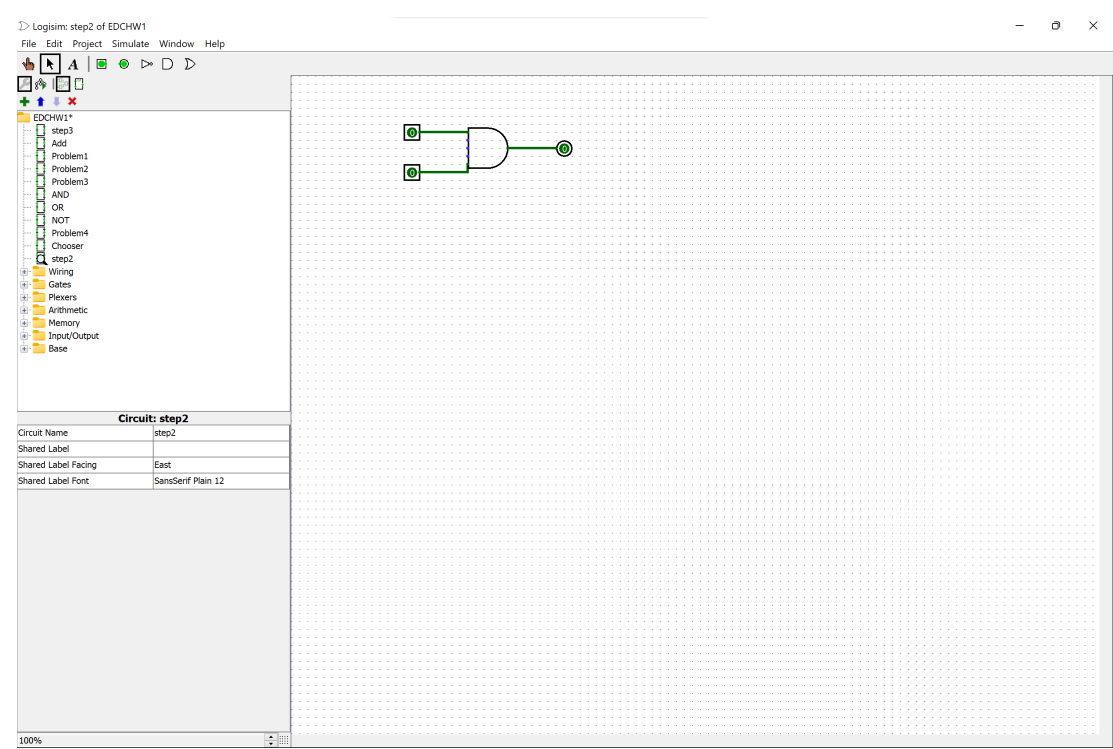 Logisim: step2 of EDCHW1
File Edit Project Simulate Window Help
A
EDCHW1*
step3
Add
Problem1
Problem2
Problem3
AND
OR
NOT
Problem4
Chooser
step2
Wiring
Gates
Plexers
Arithmetic
Memory
Input/Output
Base
Circuit: step2
Circuit Name step2
Shared Label
Shared Label Facing East
Shared Label Font SansSerif Plain 12
100%
0
0
0